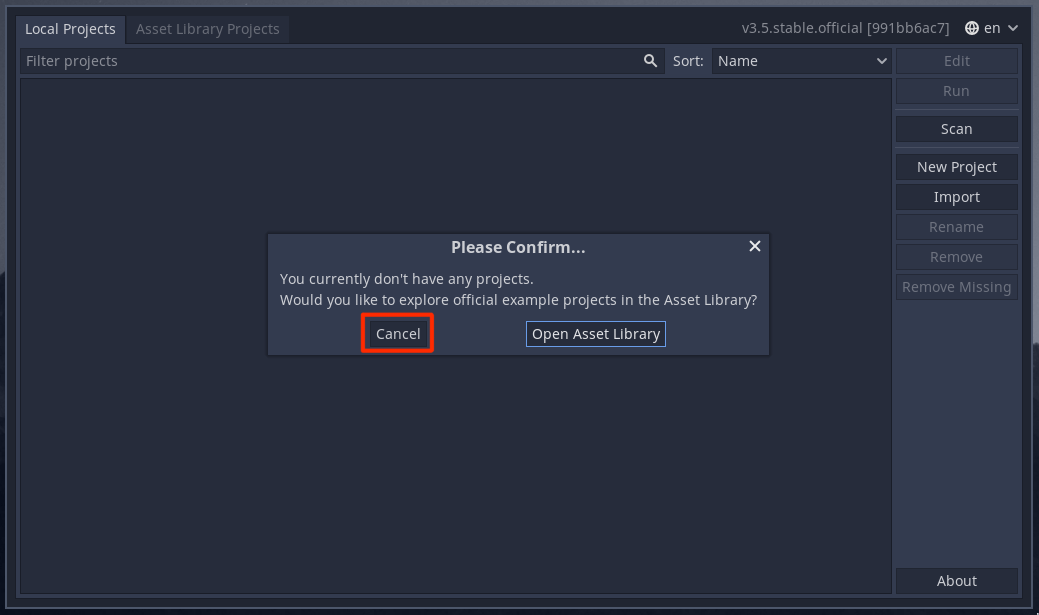 Local Projects
Asset Library Projects
v3.5.stable.official [991bb6ac7]
en
Filter projects
Sort:
Name
Edit
Run
Scan
New Project
Import
Rename
Remove
Remove Missing
Please Confirm...
You currently don't have any projects.
Would you like to explore official example projects in the Asset Library?
Cancel
Open Asset Library
About